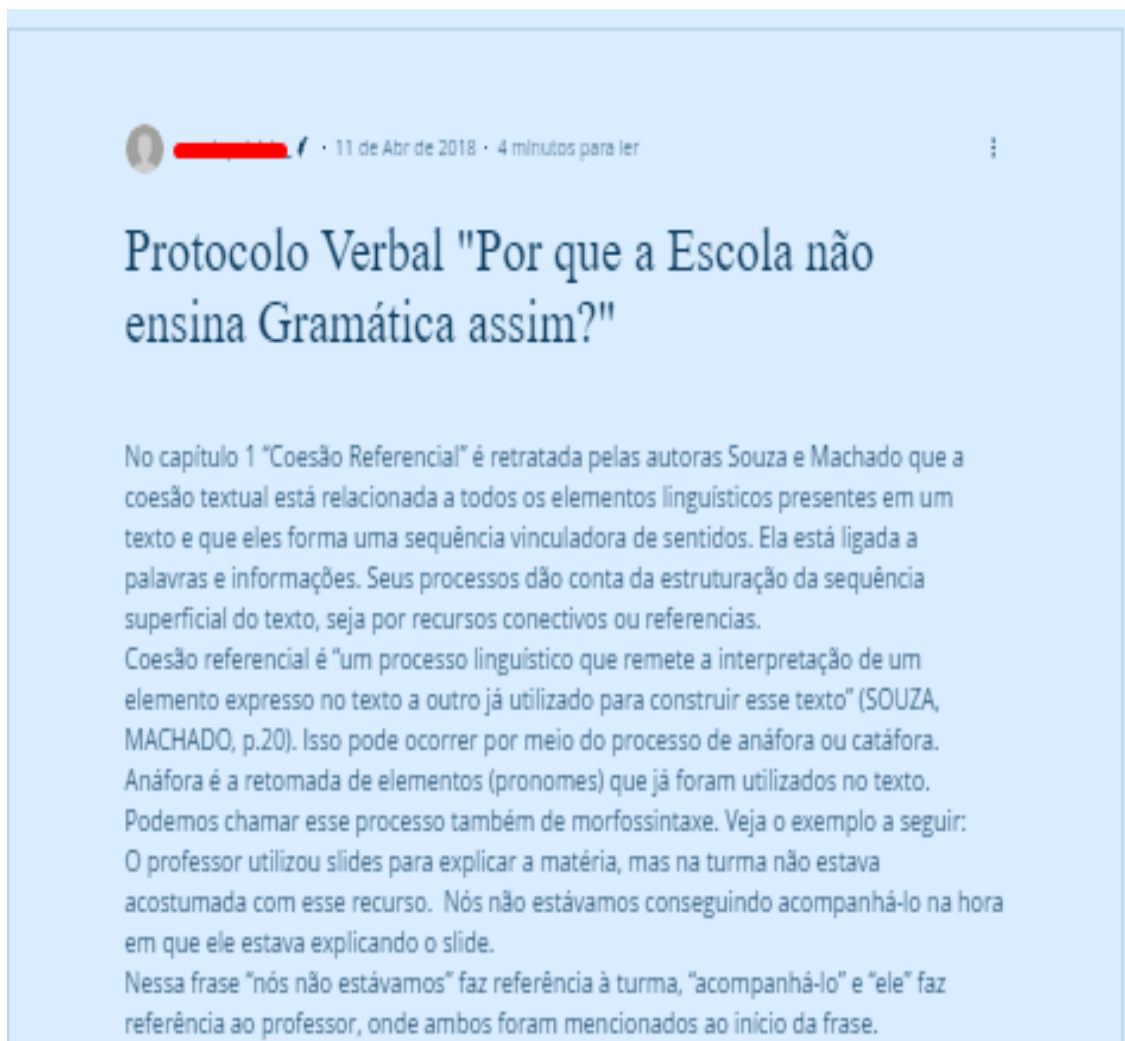 · 11 de Abr de 2018 · 4 minutos para ler
Protocolo Verbal "Por que a Escola não
ensina Gramática assim?"
No capítulo 1 “Coesão Referencial” é retratada pelas autoras Souza e Machado que a
coesão textual está relacionada a todos os elementos linguísticos presentes em um
texto e que eles forma uma sequência vinculadora de sentidos. Ela está ligada a
palavras e informações. Seus processos dão conta da estruturação da sequência
superficial do texto, seja por recursos conectivos ou referencias.
Coesão referencial é “um processo linguístico que remete a interpretação de um
elemento expresso no texto a outro já utilizado para construir esse texto” (SOUZA,
MACHADO, p.20). Isso pode ocorrer por meio do processo de anáfora ou catáfora.
Anáfora é a retomada de elementos (pronomes) que já foram utilizados no texto.
Podemos chamar esse processo também de morfossintaxe. Veja o exemplo a seguir:
O professor utilizou slides para explicar a matéria, mas na turma não estava
acostumada com esse recurso.  Nós não estávamos conseguindo acompanhá-lo na hora
em que ele estava explicando o slide.
Nessa frase “nós não estávamos” faz referência à turma, “acompanhá-lo” e “ele” faz
referência ao professor, onde ambos foram mencionados ao início da frase.